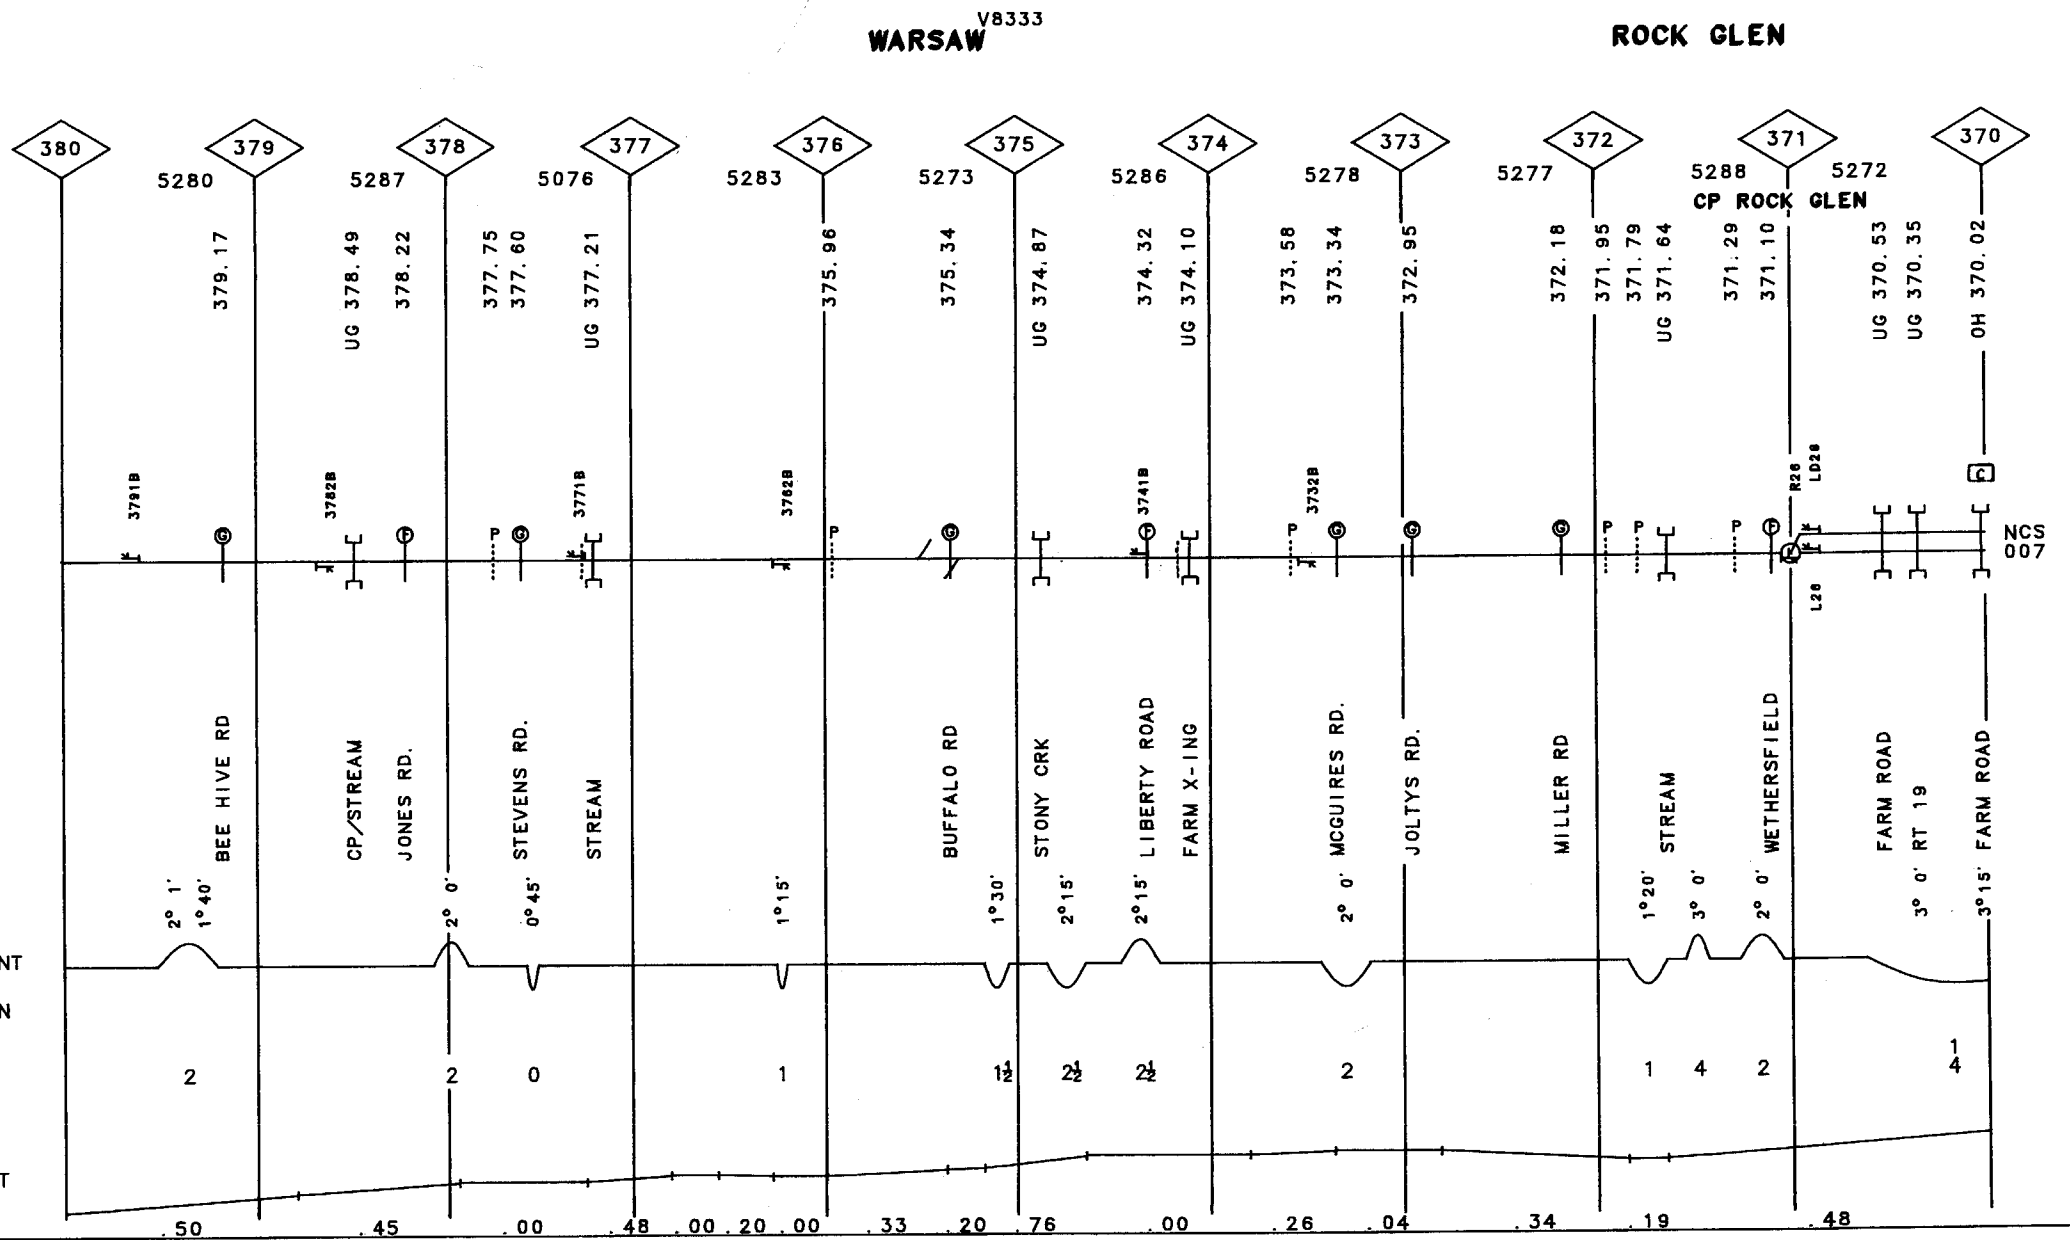 V8333
WARSAW ROCK GLEN
380 379 378 377 376 375 374 373 372 371 370
5280 5287 5076 5283 5273 5286 5278 5277 5288 5272
CP ROCK GLEN
379.17
UG 378.49
378.22
377.75
377.60
UG 377.21
375.96
375.34
UG 374.87
374.32
UG 374.10
373.58
373.34
372.95
372.18
371.95
371.79
UG 371.64
371.29
371.10
UG 370.53
UG 370.35
OH 370.02
3791B
3782B
3771B
3762B
3741B
3732B
R26
LD26
C
G F P G P G F P G G G P P P F
NCS
007
L26
BEE HIVE RD
CP/STREAM
JONES RD.
STEVENS RD.
STREAM
BUFFALO RD
STONY CRK
LIBERTY ROAD
FARM X-ING
MCGUIRES RD.
JOLTYS RD.
MILLER RD
STREAM
WETHERSFIELD
FARM ROAD
RT 19
FARM ROAD
2° 1'
1°40'
2° 0'
0°45'
1°15'
1°30'
2°15'
2°15'
2° 0'
1°20'
3° 0'
2° 0'
3° 0'
3°15'
NT
N
2 2 0 1 1½ 2½ 2½ 2 1 4 2 1
4
T
.50 .45 .00 .48 .00 .20 .00 .33 .20 .76 .00 .26 .04 .34 .19 .48